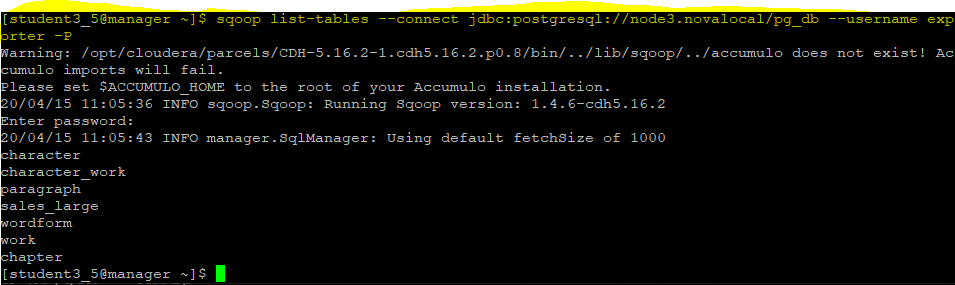 [student3_5@manager ~]$ sqoop list-tables --connect jdbc:postgresql://node3.novalocal/pg_db --username exp
orter -P
Warning: /opt/cloudera/parcels/CDH-5.16.2-1.cdh5.16.2.p0.8/bin/../lib/sqoop/../accumulo does not exist! Ac
cumulo imports will fail.
Please set $ACCUMULO_HOME to the root of your Accumulo installation.
20/04/15 11:05:36 INFO sqoop.Sqoop: Running Sqoop version: 1.4.6-cdh5.16.2
Enter password:
20/04/15 11:05:43 INFO manager.SqlManager: Using default fetchSize of 1000
character
character_work
paragraph
sales_large
wordform
work
chapter
[student3_5@manager ~]$